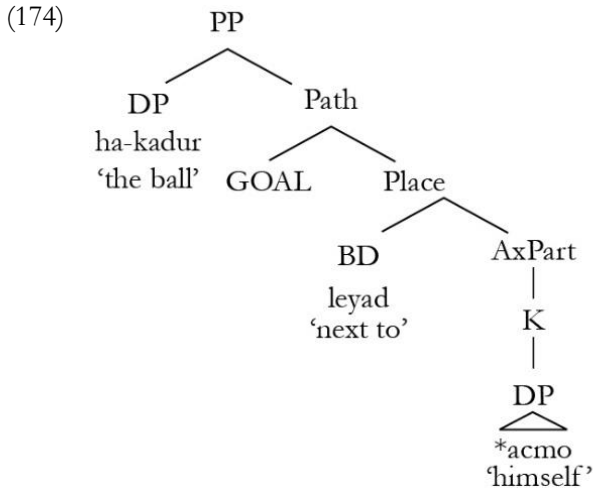 (174)
PP
DP
Path
ha-kadur
‘the ball’
GOAL
Place
BD
AxPart
leyad
‘next to’
K
DP
*acmo
‘himself’